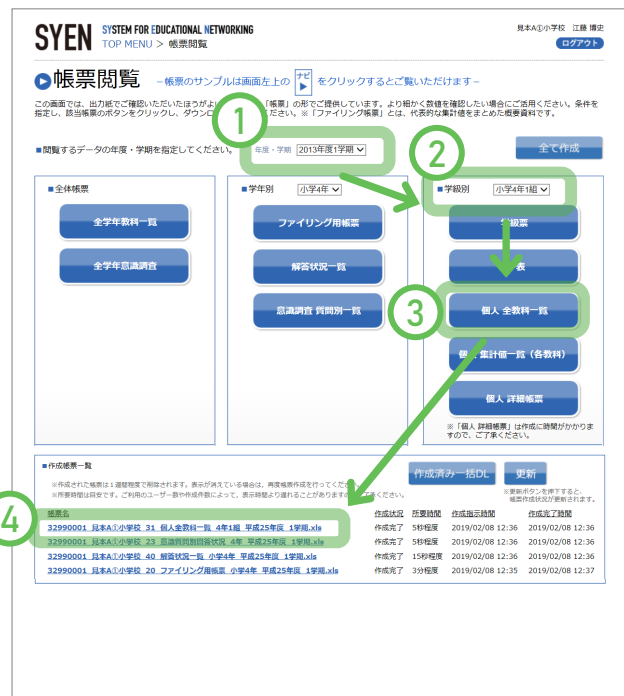 SYEN SYSTEM FOR EDUCATIONAL NETWORKING
TOP MENU > 帳票閲覧
見本A①小学校 江藤 博史
ログアウト
帳票閲覧 －帳票のサンプルは画面左上の ナビ をクリックするとご覧いただけます－
この画面では、出力紙でご確認いただいたほうがよい 「帳票」の形でご提供しています。より細かく数値を確認したい場合にご活用ください。条件を
指定し、該当帳票のボタンをクリックし、ダウンロ ください。※「ファイリング帳票」とは、代表的な集計値をまとめた概要資料です。
1
2
■閲覧するデータの年度・学期を指定してください。 年度・学期 2013年度1学期 全て作成
■全体帳票
全学年教科一覧
全学年意識調査
■学年別 小学4年
ファイリング用帳票
解答状況一覧
意識調査 質問別一覧
■学級別 小学4年1組
学級票
表
3
個人 全教科一覧
個人 集計値一覧（各教科）
個人 詳細帳票
※「個人 詳細帳票」は作成に時間がかかりま
すので、ご了承ください。
■作成帳票一覧
作成済み一括DL 更新
※作成された帳票は1週間程度で削除されます。表示が消えている場合は、再度帳票作成を行ってくだ
※所要時間は目安です。ご利用のユーザー数や作成件数によって、表示時間より遅れることがありますの ください。
※更新ボタンを押下すると、
帳票作成状況が更新されます。
4
帳票名 作成状況 所要時間 作成指示時間 作成完了時間
32990001_見本A①小学校_31_個人全教科一覧_4年1組_平成25年度_1学期.xls 作成完了 5秒程度 2019/02/08 12:36 2019/02/08 12:36
32990001_見本A①小学校_23_意識質問別回答状況_4年_平成25年度_1学期.xls 作成完了 5秒程度 2019/02/08 12:36 2019/02/08 12:36
32990001_見本A①小学校_40_解答状況一覧_小学4年_平成25年度_1学期.xls 作成完了 15秒程度 2019/02/08 12:36 2019/02/08 12:36
32990001_見本A①小学校_20_ファイリング用帳票_小学4年_平成25年度_1学期.xls 作成完了 3分程度 2019/02/08 12:35 2019/02/08 12:37